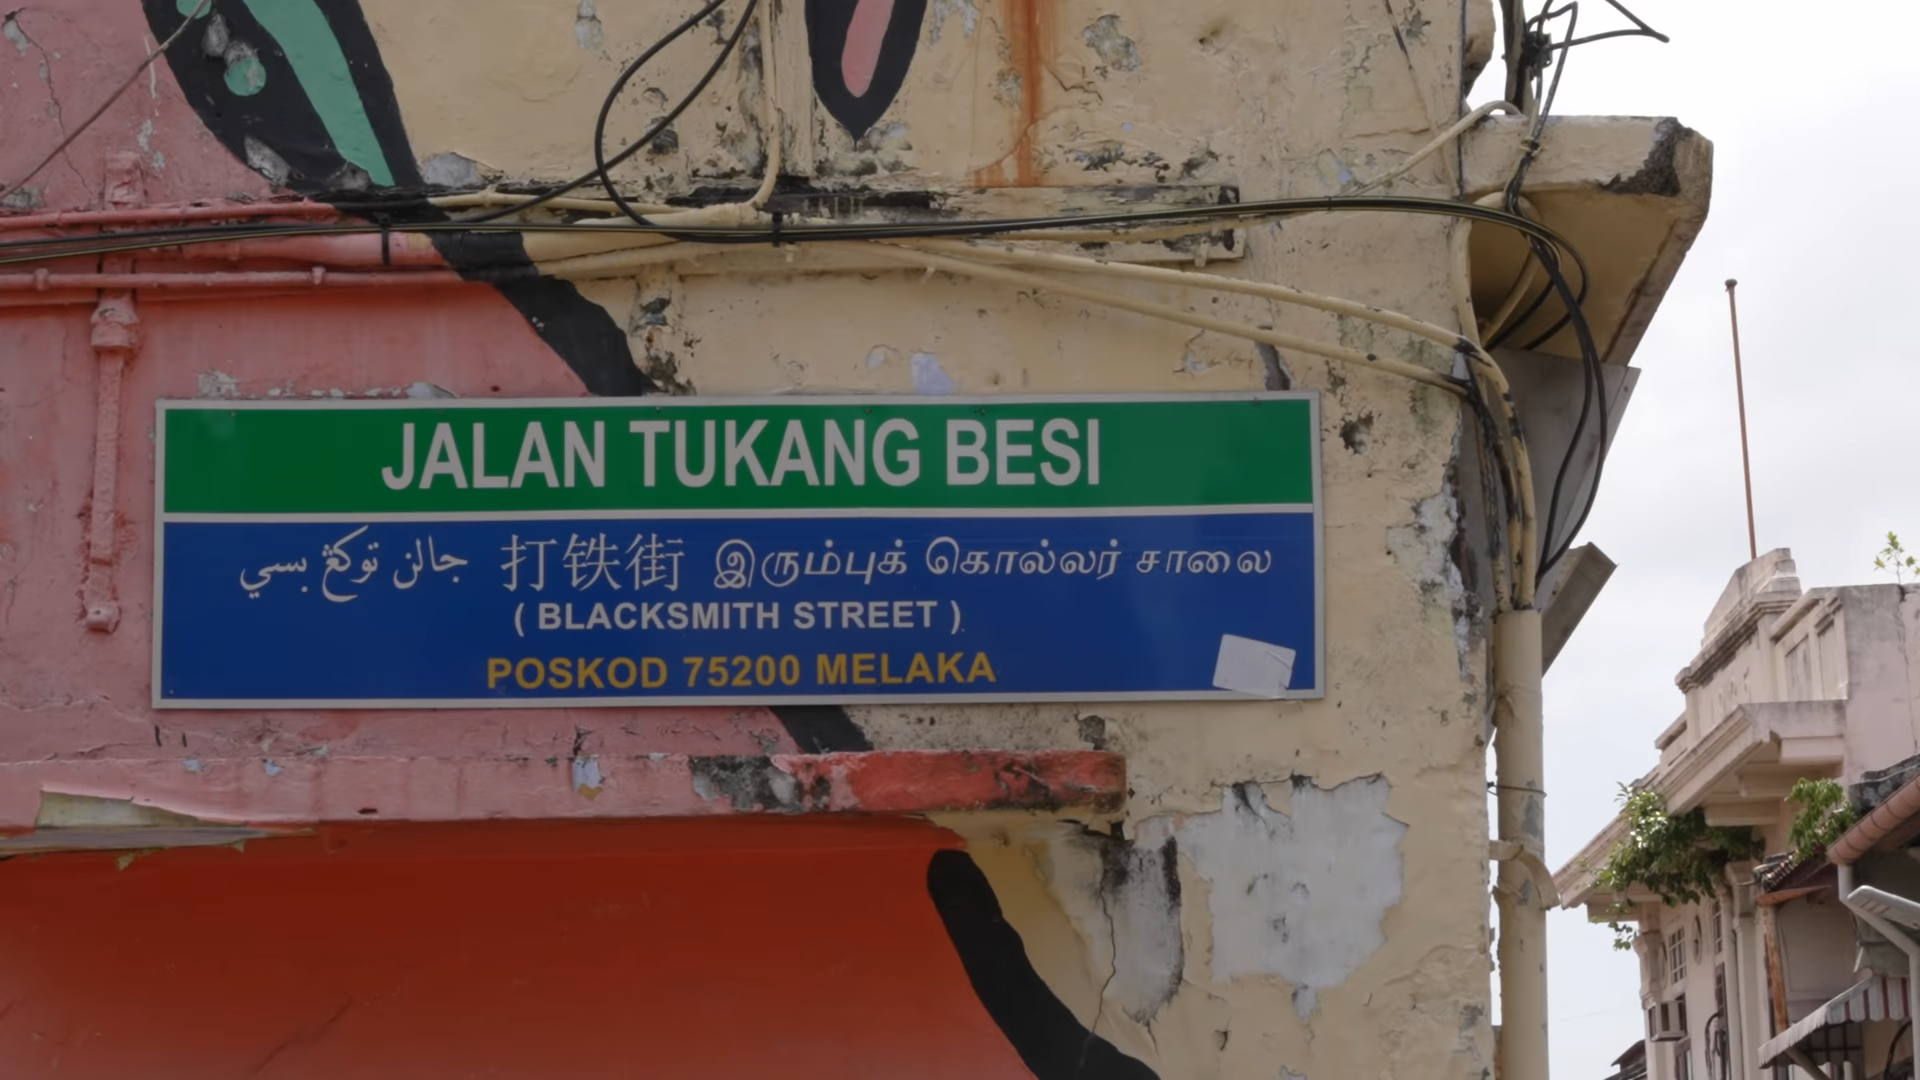 JALAN TUKANG BESI
جالن توكڠ بسي 打铁街 இரும்புக் கொல்லர் சாலை
( BLACKSMITH STREET )
POSKOD 75200 MELAKA